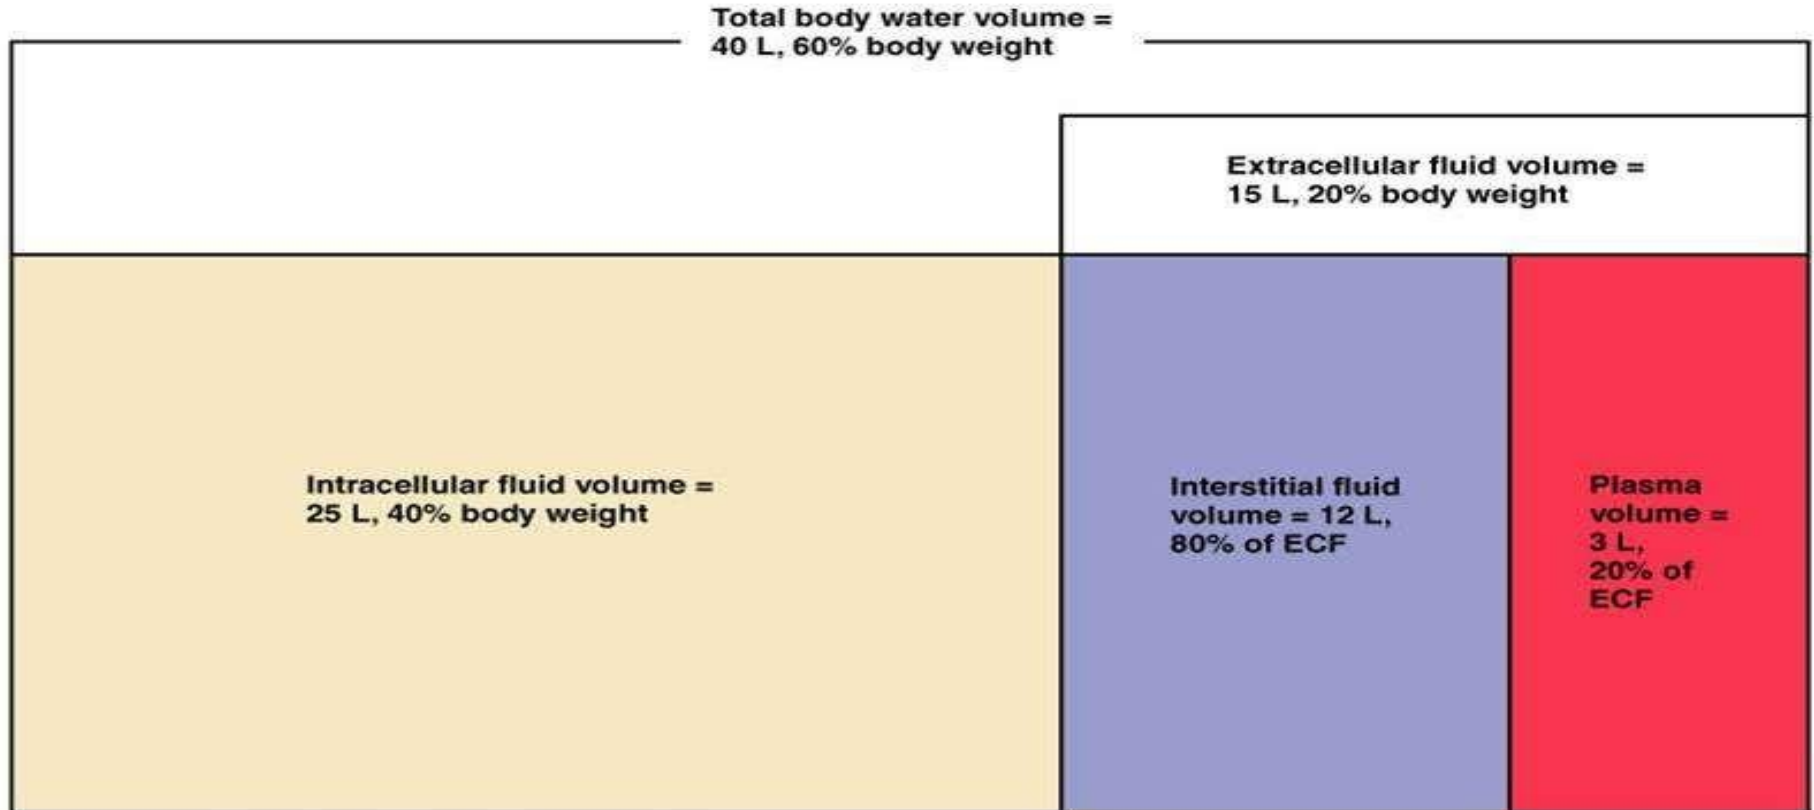 Total body water volume =
40 L, 60% body weight
Extracellular fluid volume =
15 L, 20% body weight
Intracellular fluid volume =
25 L, 40% body weight
Interstitial fluid
volume = 12 L,
80% of ECF
Plasma
volume =
3 L,
20% of
ECF